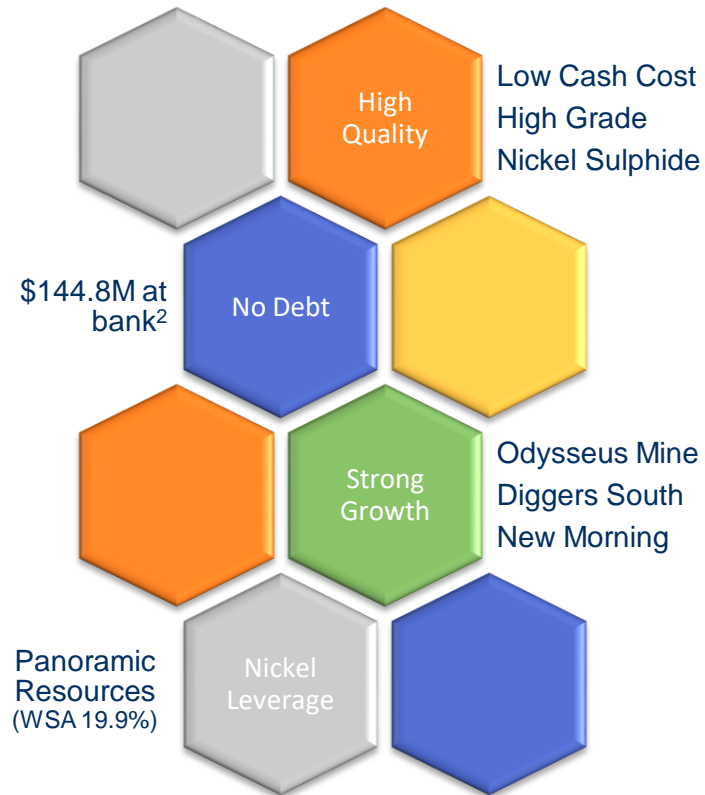 High
Quality
Low Cash Cost
High Grade
Nickel Sulphide
$144.8M at
bank²
No Debt
Strong
Growth
Odysseus Mine
Diggers South
New Morning
Panoramic
Resources
(WSA 19.9%)
Nickel
Leverage